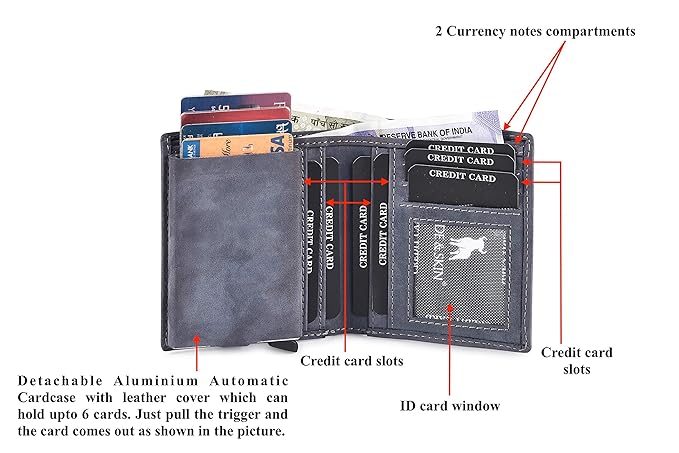 2 Currency notes compartments
पाँच सौ
RESERVE BANK OF INDIA
CREDIT CARD
CREDIT CARD
CREDIT CARD
BANK
VISA
CREDIT CARD
CREDIT CARD
CREDIT CARD
CREDIT CARD
DE & SKIN
Credit card slots
Credit card
slots
ID card window
Detachable Aluminium Automatic
Cardcase with leather cover which can
hold upto 6 cards. Just pull the trigger and
the card comes out as shown in the picture.